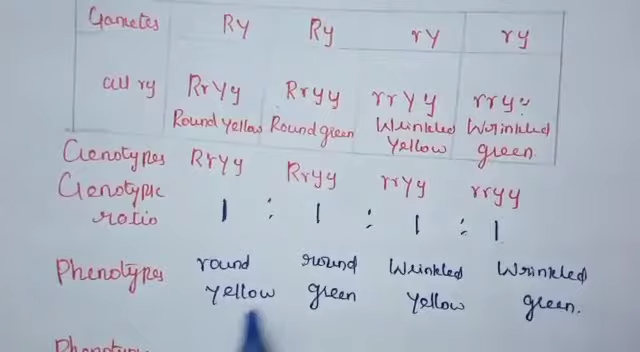 Gametes RY Ry rY ry
all ry RrYy Rryy rrYy rryy
Round yellow Round green Wrinkled yellow Wrinkled green.
Genotypes RrYy Rryy rrYy rryy
Genotypic ratio 1 : 1 : 1 : 1
Phenotypes round yellow round green Wrinkled yellow Wrinkled green.